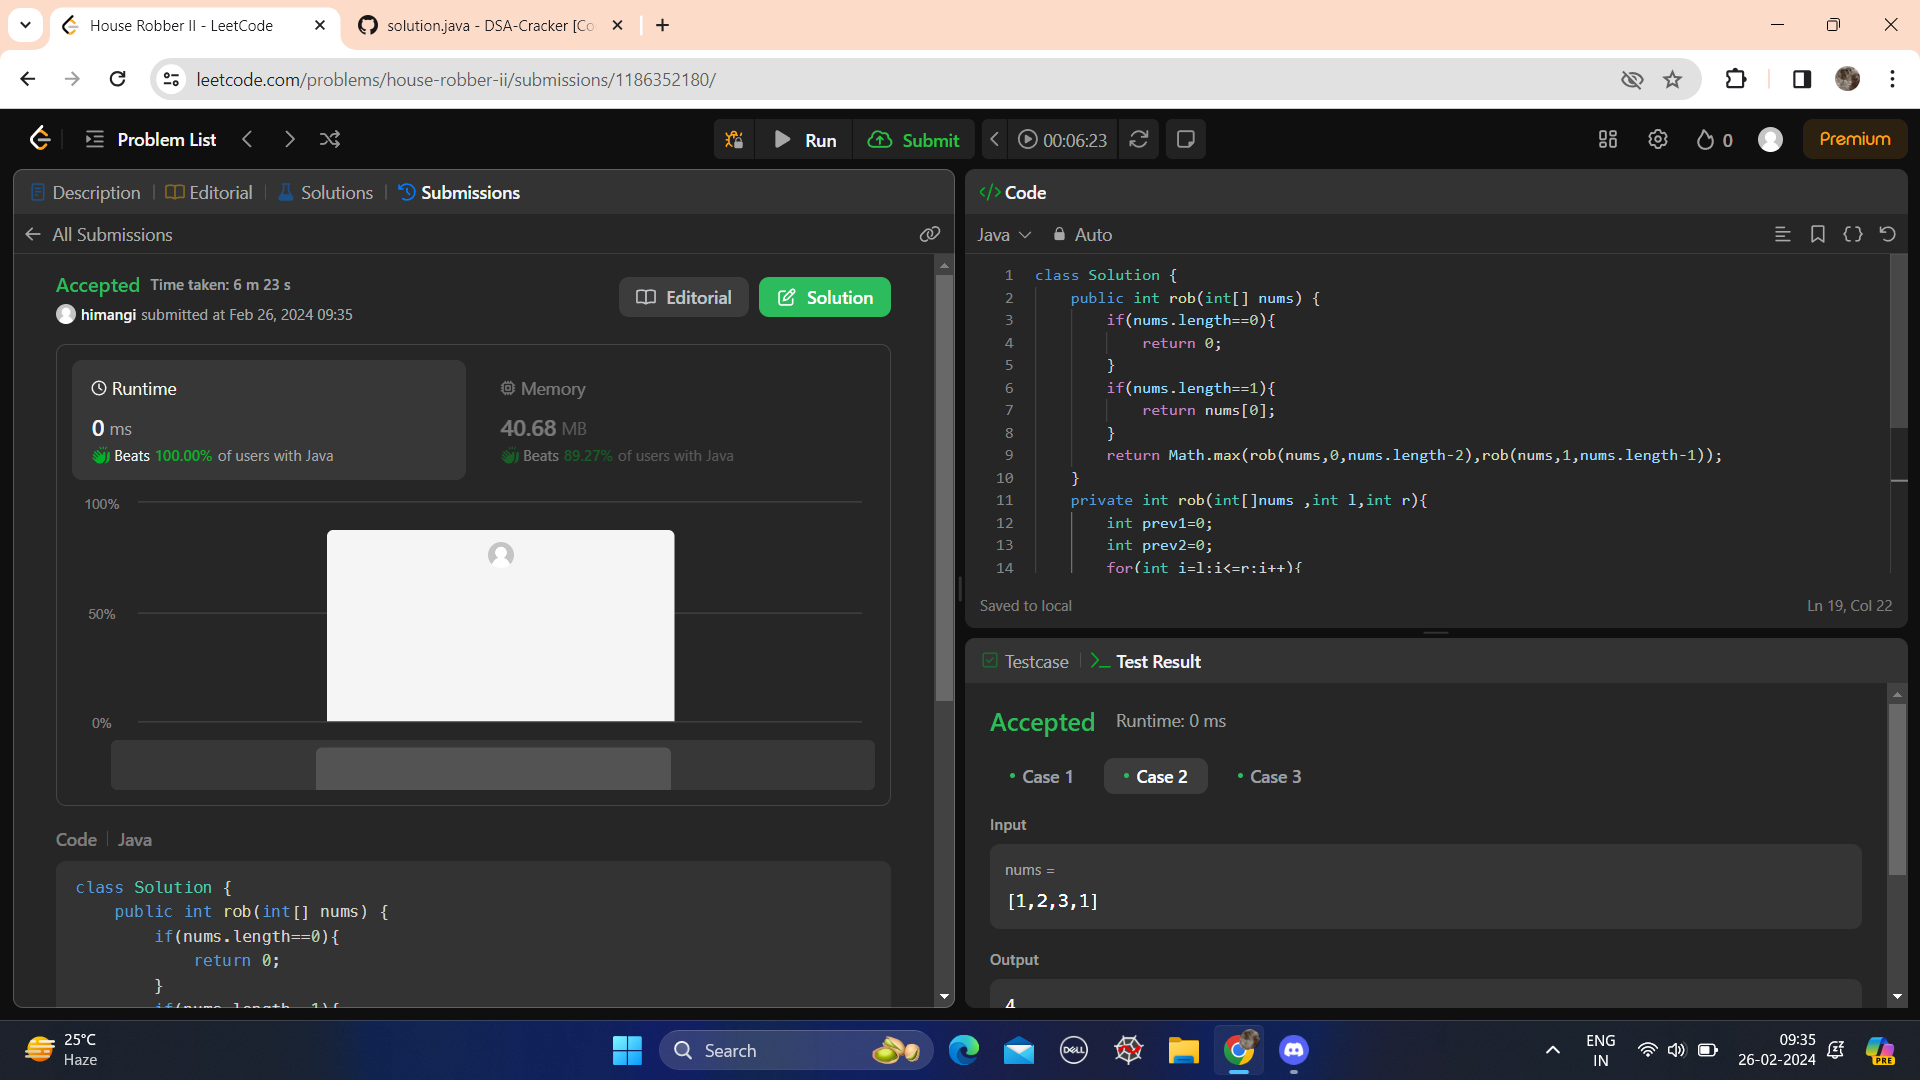 House Robber II - LeetCode
solution.java - DSA-Cracker [Co
leetcode.com/problems/house-robber-ii/submissions/1186352180/
Problem List
Run
Submit
00:06:23
0
Premium
Description
Editorial
Solutions
Submissions
All Submissions
Accepted Time taken: 6 m 23 s
himangi submitted at Feb 26, 2024 09:35
Editorial
Solution
Runtime
0 ms
Beats 100.00% of users with Java
Memory
40.68 MB
Beats 89.27% of users with Java
100%
50%
0%
Code
Java
class Solution {
public int rob(int[] nums) {
if(nums.length==0){
return 0;
}
if(nums.length==1){
Code
Java
Auto
1 class Solution {
2 public int rob(int[] nums) {
3 if(nums.length==0){
4 return 0;
5 }
6 if(nums.length==1){
7 return nums[0];
8 }
9 return Math.max(rob(nums,0,nums.length-2),rob(nums,1,nums.length-1));
10 }
11 private int rob(int[]nums ,int l,int r){
12 int prev1=0;
13 int prev2=0;
14 for(int i=l;i<=r;i++){
Saved to local
Ln 19, Col 22
Testcase
Test Result
Accepted Runtime: 0 ms
Case 1
Case 2
Case 3
Input
nums =
[1,2,3,1]
Output
4
25°C
Haze
Search
DELL
ENG
IN
09:35
26-02-2024
PRE